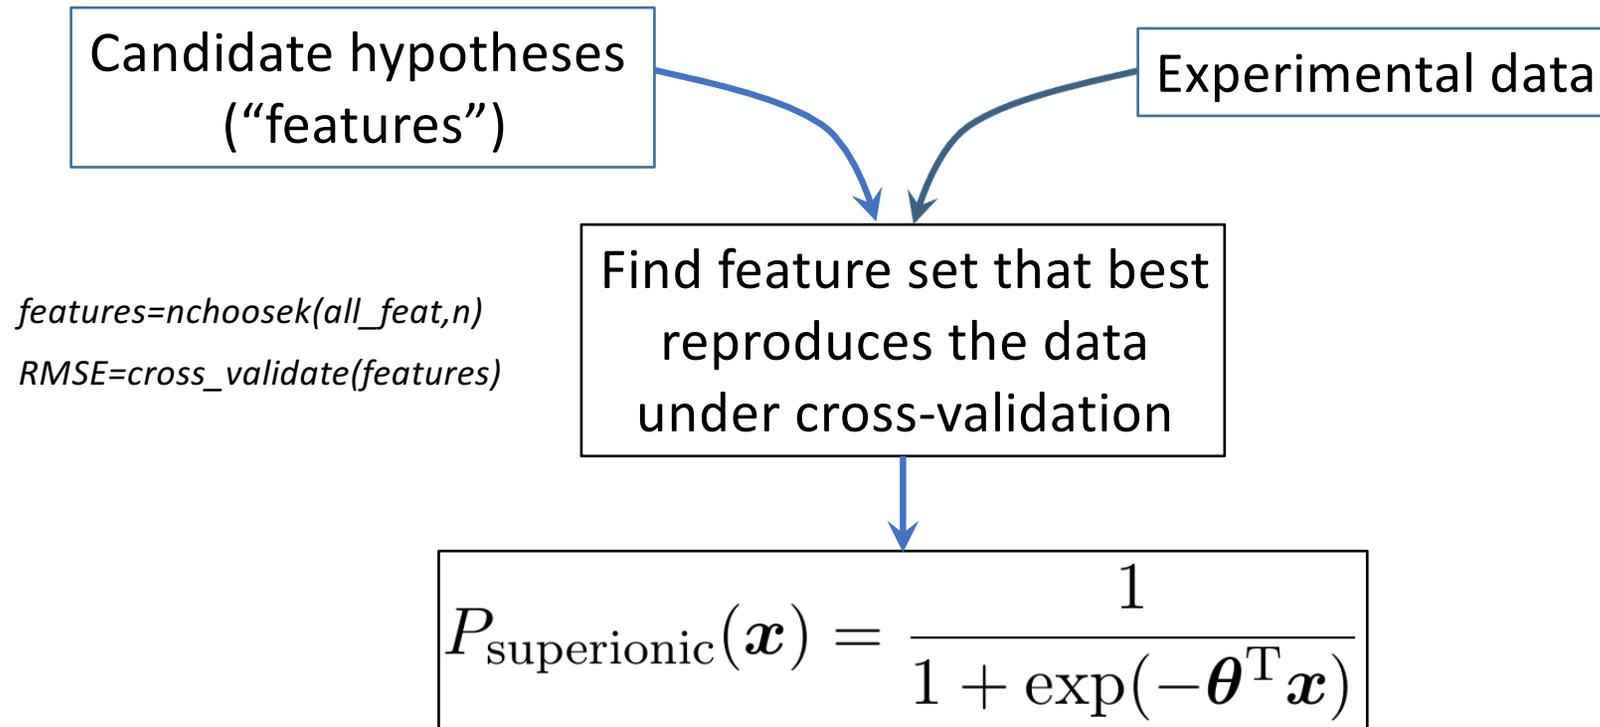 Candidate hypotheses
(“features”)
Experimental data
Find feature set that best
reproduces the data
under cross-validation
features=nchoosek(all_feat,n)
RMSE=cross_validate(features)
P_superionic(x) = 1 / (1 + exp(−θ^T x))